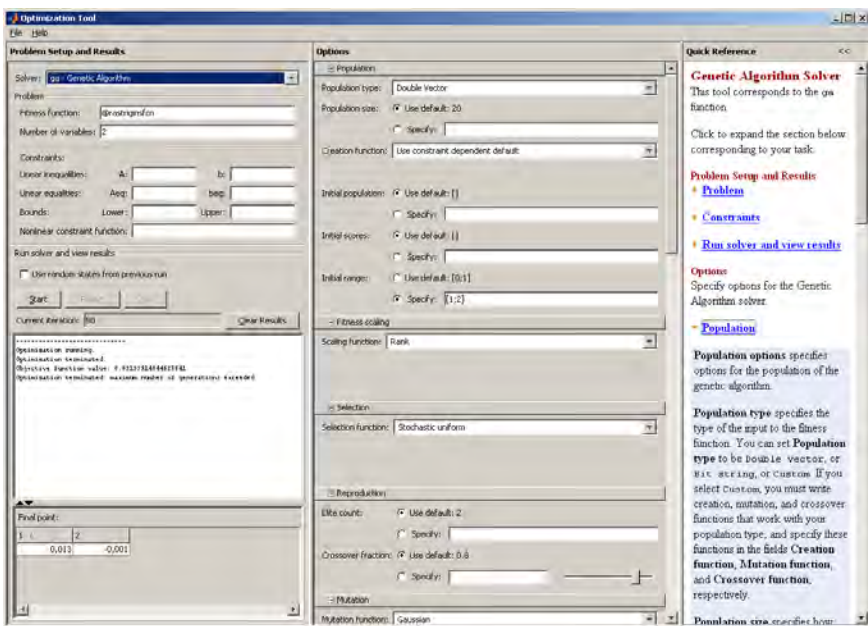 Optimization Tool
File Help
Problem Setup and Results
Solver: ga - Genetic Algorithm
Problem
Fitness function: @rastriginsfcn
Number of variables: 2
Constraints:
Linear inequalities: A: b:
Linear equalities: Aeq: beq:
Bounds: Lower: Upper:
Nonlinear constraint function:
Run solver and view results
Use random states from previous run
Start
Current iteration: 50 Clear Results
Optimization running.
Optimization terminated.
Objective function value:
Optimization terminated: maximum number of generations exceeded.
Final point:
1 2
0,013 -0,001
Options
Population
Population type: Double Vector
Population size: Use default: 20
Specify:
Creation function: Use constraint dependent default
Initial population: Use default: []
Specify:
Initial scores: Use default: []
Specify:
Initial range: Use default: [0;1]
Specify: [1;2]
Fitness scaling
Scaling function: Rank
Selection
Selection function: Stochastic uniform
Reproduction
Elite count: Use default: 2
Specify:
Crossover fraction: Use default: 0.8
Specify:
Mutation
Mutation function: Gaussian
Quick Reference <<
Genetic Algorithm Solver
This tool corresponds to the ga
function.
Click to expand the section below
corresponding to your task.
Problem Setup and Results
Problem
Constraints
Run solver and view results
Options
Specify options for the Genetic
Algorithm solver.
Population
Population options specifies
options for the population of the
genetic algorithm.
Population type specifies the
type of the input to the fitness
function. You can set Population
type to be Double vector, or
Bit string, or Custom. If you
select Custom, you must write
creation, mutation, and crossover
functions that work with your
population type, and specify these
functions in the fields Creation
function, Mutation function,
and Crossover function,
respectively.
Population size specifies how